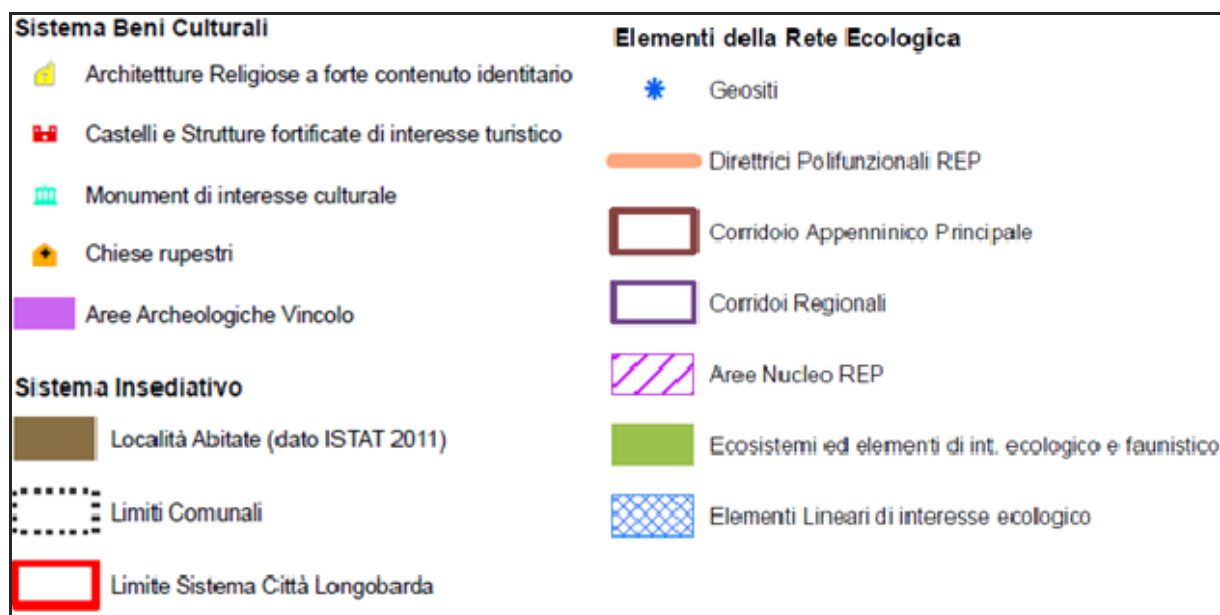 Sistema Beni Culturali
Architettture Religiose a forte contenuto identitario
Castelli e Strutture fortificate di interesse turistico
Monument di interesse culturale
Chiese rupestri
Aree Archeologiche Vincolo
Sistema Insediativo
Località Abitate (dato ISTAT 2011)
Limiti Comunali
Limite Sistema Città Longobarda
Elementi della Rete Ecologica
Geositi
Direttrici Polifunzionali REP
Corridoio Appenninico Principale
Corridoi Regionali
Aree Nucleo REP
Ecosistemi ed elementi di int. ecologico e faunistico
Elementi Lineari di interesse ecologico